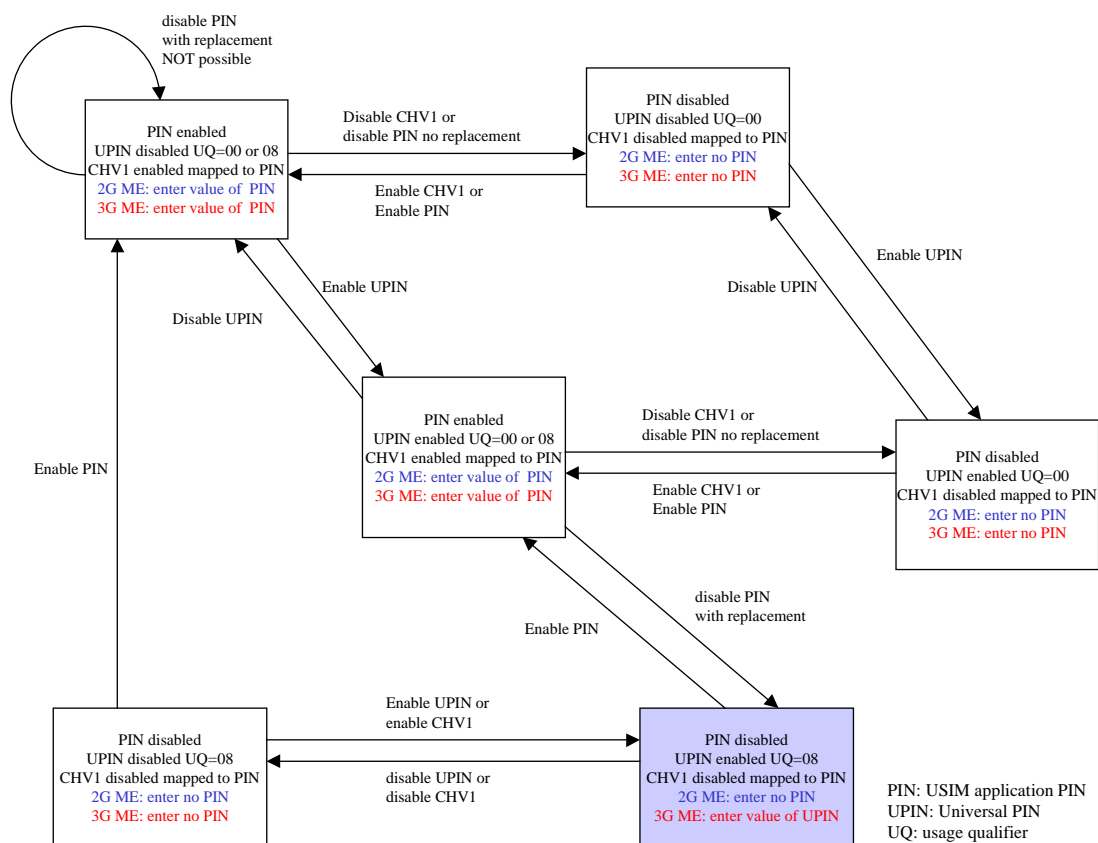 disable PIN
with replacement
NOT possible
PIN enabled
UPIN disabled UQ=00 or 08
CHV1 enabled mapped to PIN
2G ME: enter value of PIN
3G ME: enter value of PIN
Disable CHV1 or
disable PIN no replacement
Enable CHV1 or
Enable PIN
PIN disabled
UPIN disabled UQ=00
CHV1 disabled mapped to PIN
2G ME: enter no PIN
3G ME: enter no PIN
Enable UPIN
Disable UPIN
Enable UPIN
Disable UPIN
PIN enabled
UPIN enabled UQ=00 or 08
CHV1 enabled mapped to PIN
2G ME: enter value of PIN
3G ME: enter value of PIN
Disable CHV1 or
disable PIN no replacement
Enable CHV1 or
Enable PIN
PIN disabled
UPIN enabled UQ=00
CHV1 disabled mapped to PIN
2G ME: enter no PIN
3G ME: enter no PIN
Enable PIN
disable PIN
with replacement
Enable PIN
PIN disabled
UPIN disabled UQ=08
CHV1 disabled mapped to PIN
2G ME: enter no PIN
3G ME: enter no PIN
Enable UPIN or
enable CHV1
disable UPIN or
disable CHV1
PIN disabled
UPIN enabled UQ=08
CHV1 disabled mapped to PIN
2G ME: enter no PIN
3G ME: enter value of UPIN
PIN: USIM application PIN
UPIN: Universal PIN
UQ: usage qualifier